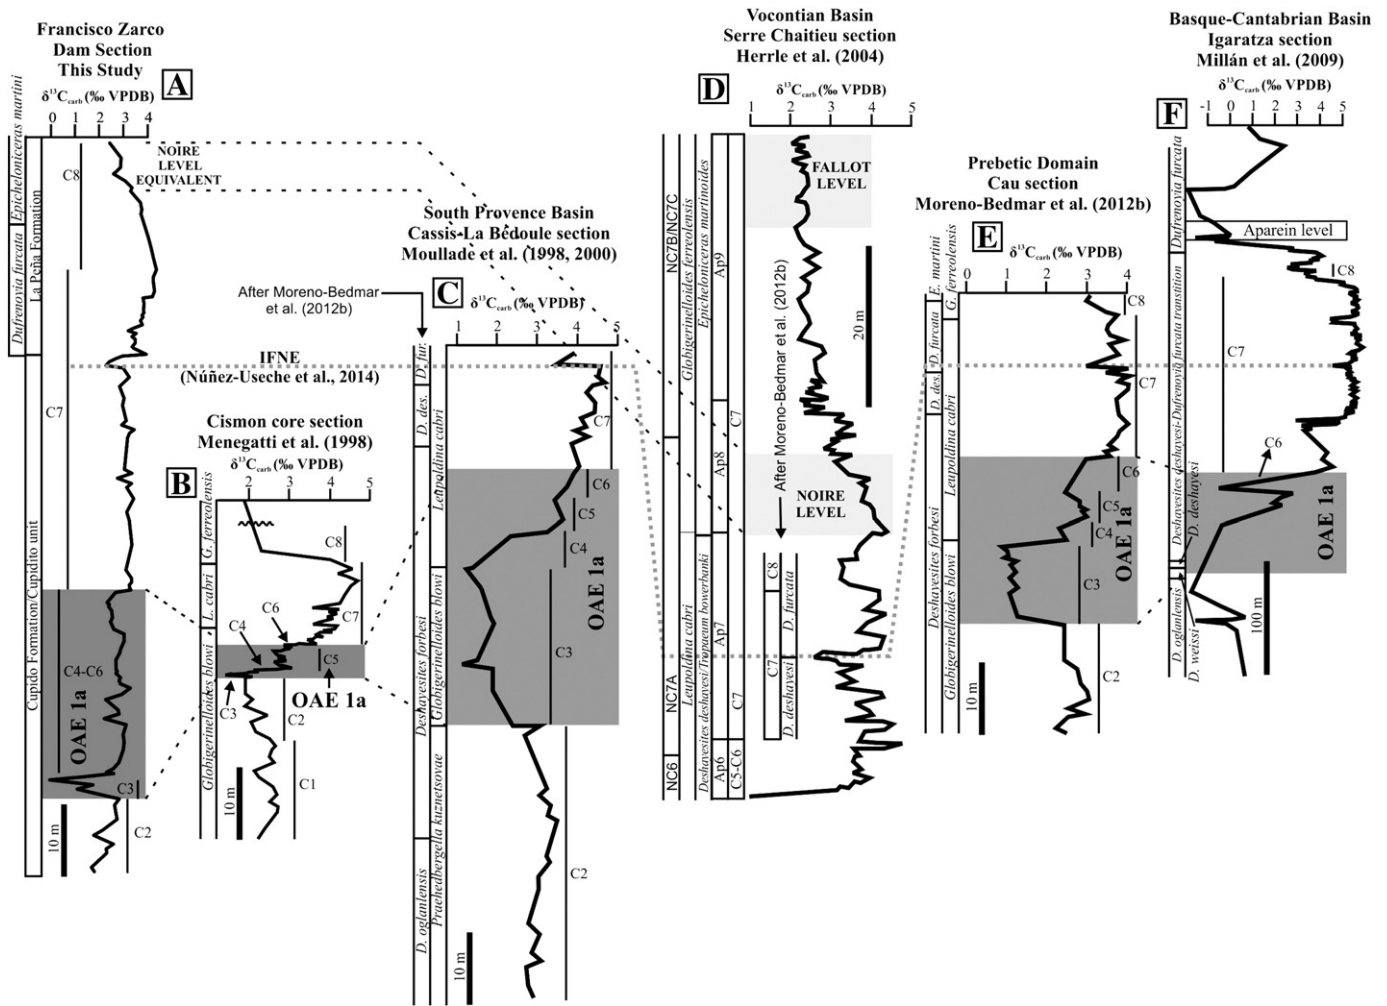 Francisco Zarco
Dam Section
This Study
A
δ¹³Ccarb (‰ VPDB)
0 1 2 3 4
Epicheloniceras martini
Dufrenovia furcata
La Peña Formation
Cupido Formation/Cupidito unit
C8
C7
C4-C6
OAE 1a
C3
C2
10 m
NOIRE
LEVEL
EQUIVALENT
IFNE
(Núñez-Useche et al., 2014)
Cismon core section
Menegatti et al. (1998)
B
δ¹³Ccarb (‰ VPDB)
2 3 4 5
G. ferreolensis
L. cabri
Globigerinelloides blowi
C8
C7
C6
C4
C5
C3
OAE 1a
C2
C1
10 m
South Provence Basin
Cassis-La Bédoule section
Moullade et al. (1998, 2000)
After Moreno-Bedmar
et al. (2012b)
C
δ¹³Ccarb (‰ VPDB)
1 2 3 4 5
D. fur.
D. des.
Deshavesites forbesi
D. oglanlensis
Leupoldina cabri
Globigerinelloides blowi
Praehedbergella kuznetsovae
C7
C6
C5
C4
C3
OAE 1a
C2
10 m
Vocontian Basin
Serre Chaitieu section
Herrle et al. (2004)
D
δ¹³Ccarb (‰ VPDB)
1 2 3 4 5
NC7B/NC7C
NC7A
NC6
Globigerinelloides ferreolensis
Leupoldina cabri
Epicheloniceras martinoides
Deshavesites deshavesi/Tropaeum bowerbanki
Ap9
Ap8
Ap7
Ap6
C7
C7
C5-C6
After Moreno-Bedmar et al. (2012b)
C8
C7
D. furcata
D. deshavesi
FALLOT
LEVEL
NOIRE
LEVEL
20 m
Prebetic Domain
Cau section
Moreno-Bedmar et al. (2012b)
E
δ¹³Ccarb (‰ VPDB)
0 1 2 3 4
E. martini
D. furcata
D. des.
Deshavesites forbesi
G. ferreolensis
Leupoldina cabri
Globigerinelloides blowi
C8
C7
C6
C5
C4
C3
OAE 1a
C2
10 m
Basque-Cantabrian Basin
Igaratza section
Millán et al. (2009)
δ¹³Ccarb (‰ VPDB)
F
-1 0 1 2 3 4 5
Dufrenovia furcata
Deshavesites deshavesi-Dufrenovia furcata transition
D. deshavesi
D. oglanlensis
D. weissi
Aparein level
C8
C7
C6
OAE 1a
100 m